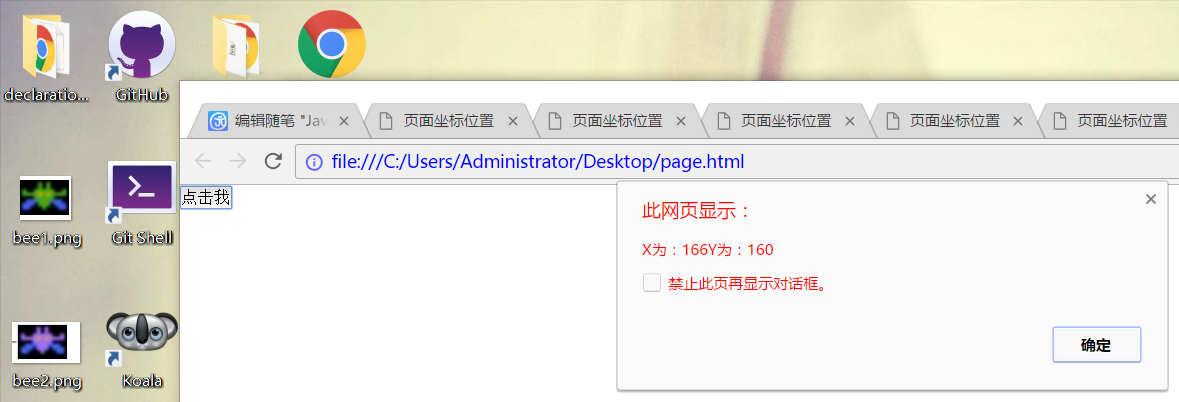 declaratio...
GitHub
编辑随笔 "Jav
页面坐标位置
页面坐标位置
页面坐标位置
页面坐标位置
页面坐标位置
file:///C:/Users/Administrator/Desktop/page.html
点击我
此网页显示：
X为：166Y为：160
禁止此页再显示对话框。
确定
bee1.png
Git Shell
bee2.png
Koala